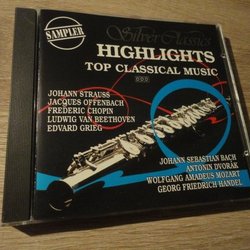 SAMPLER
Silver Classics
HIGHLIGHTS
TOP CLASSICAL MUSIC
DDD
JOHANN STRAUSS
JACQUES OFFENBACH
FREDERIC CHOPIN
LUDWIG VAN BEETHOVEN
EDVARD GRIEG
JOHANN SEBASTIAN BACH
ANTONIN DVORAK
WOLFGANG AMADEUS MOZART
GEORG FRIEDRICH HANDEL